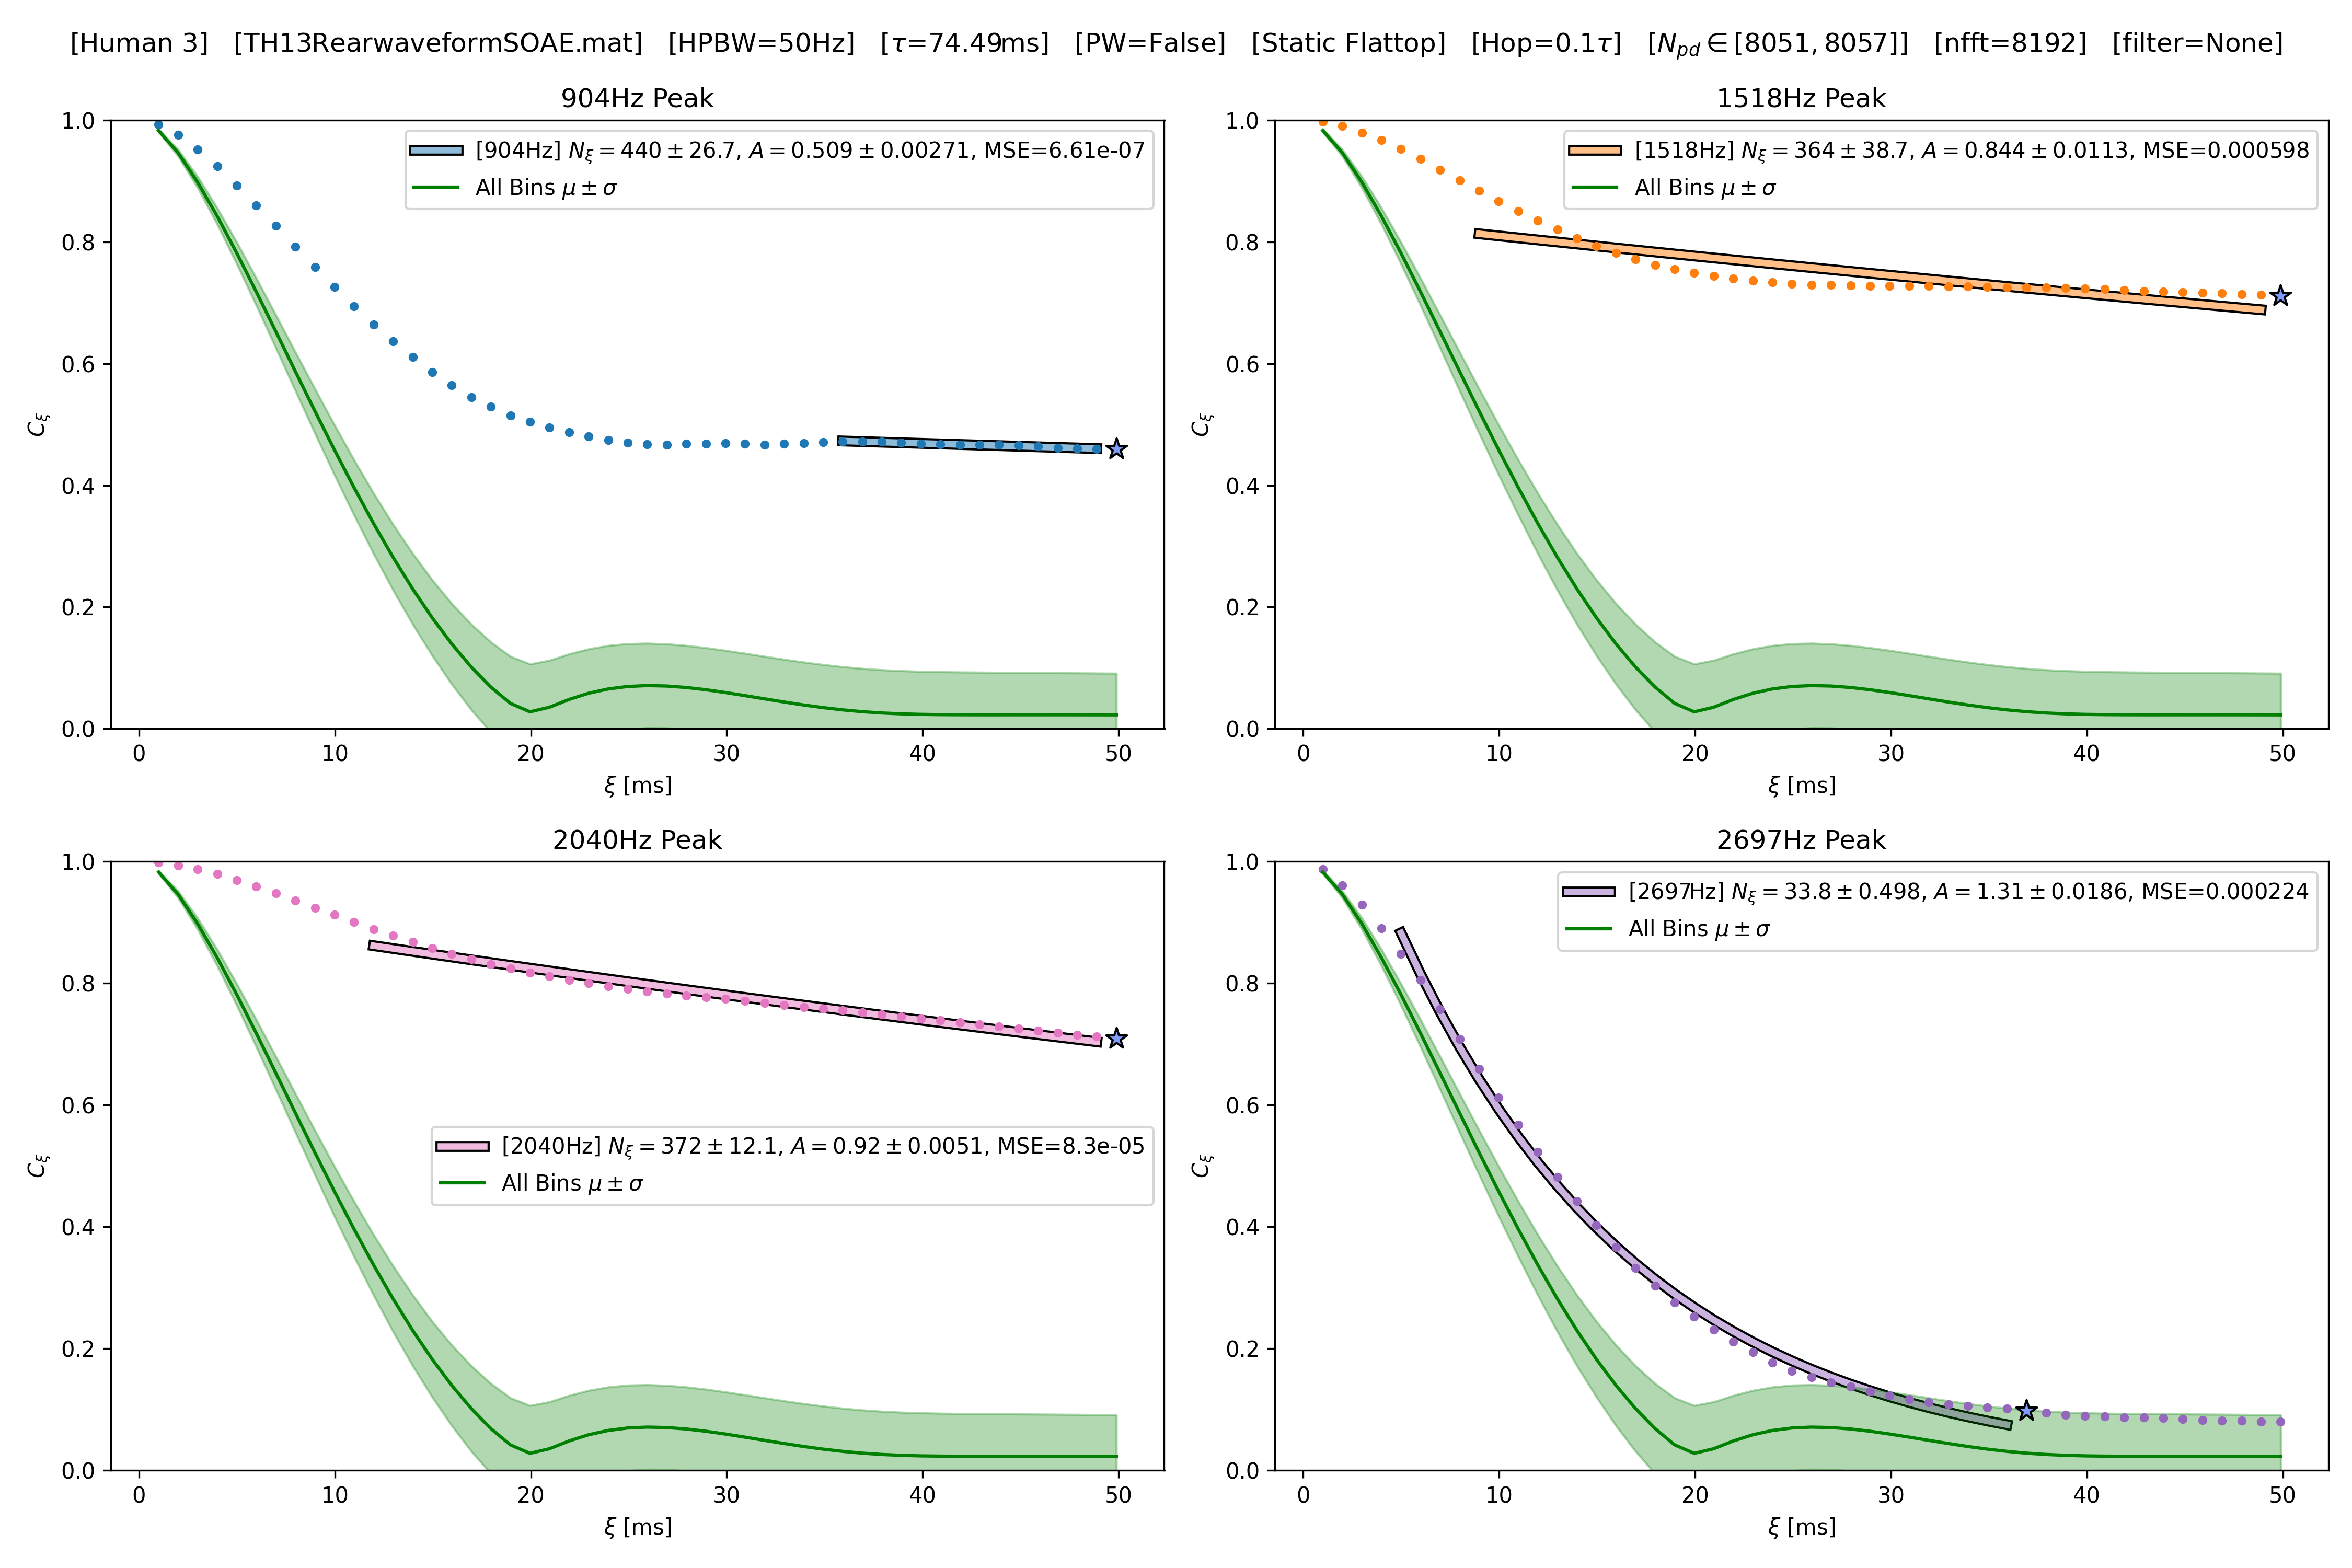 [Human 3] [TH13RearwaveformSOAE.mat] [HPBW=50Hz] [τ=74.49ms] [PW=False] [Static Flattop] [Hop=0.1τ] [N_pd ∈ [8051, 8057]] [nfft=8192] [filter=None]
904Hz Peak
1.0
0.8
0.6
0.4
0.2
0.0
C_ξ
[904Hz] N_ξ = 440 ± 26.7, A = 0.509 ± 0.00271, MSE=6.61e-07
All Bins μ ± σ
0 10 20 30 40 50
ξ [ms]
1518Hz Peak
1.0
0.8
0.6
0.4
0.2
0.0
C_ξ
[1518Hz] N_ξ = 364 ± 38.7, A = 0.844 ± 0.0113, MSE=0.000598
All Bins μ ± σ
0 10 20 30 40 50
ξ [ms]
2040Hz Peak
1.0
0.8
0.6
0.4
0.2
0.0
C_ξ
[2040Hz] N_ξ = 372 ± 12.1, A = 0.92 ± 0.0051, MSE=8.3e-05
All Bins μ ± σ
0 10 20 30 40 50
ξ [ms]
2697Hz Peak
1.0
0.8
0.6
0.4
0.2
0.0
C_ξ
[2697Hz] N_ξ = 33.8 ± 0.498, A = 1.31 ± 0.0186, MSE=0.000224
All Bins μ ± σ
0 10 20 30 40 50
ξ [ms]